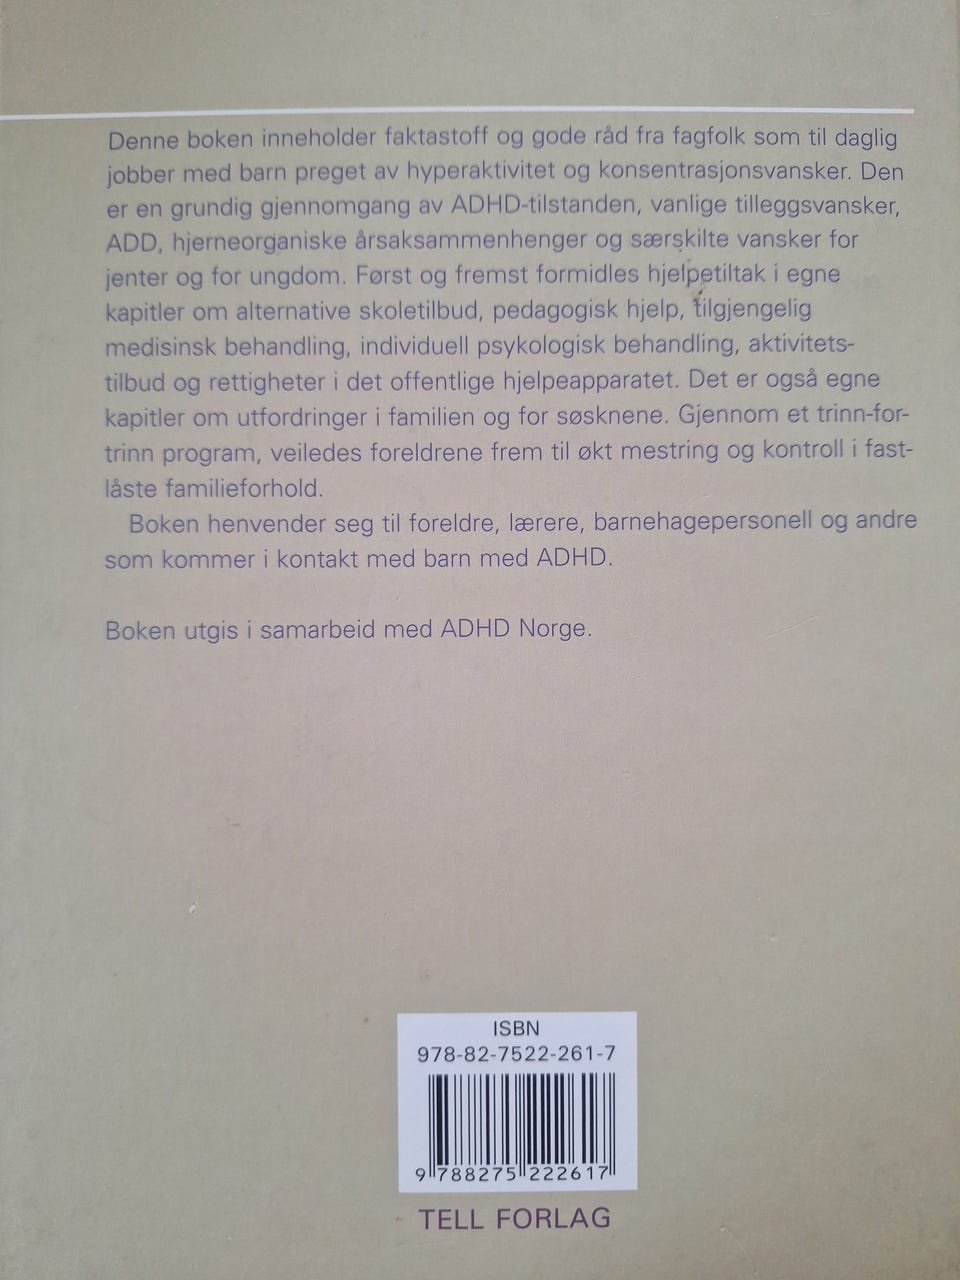 Denne boken inneholder faktastoff og gode råd fra fagfolk som til daglig
jobber med barn preget av hyperaktivitet og konsentrasjonsvansker. Den
er en grundig gjennomgang av ADHD-tilstanden, vanlige tilleggsvansker,
ADD, hjerneorganiske årsaksammenhenger og særskilte vansker for
jenter og for ungdom. Først og fremst formidles hjelpetiltak i egne
kapitler om alternative skoletilbud, pedagogisk hjelp, tilgjengelig
medisinsk behandling, individuell psykologisk behandling, aktivitets-
tilbud og rettigheter i det offentlige hjelpeapparatet. Det er også egne
kapitler om utfordringer i familien og for søsknene. Gjennom et trinn-for-
trinn program, veiledes foreldrene frem til økt mestring og kontroll i fast-
låste familieforhold.
Boken henvender seg til foreldre, lærere, barnehagepersonell og andre
som kommer i kontakt med barn med ADHD.
Boken utgis i samarbeid med ADHD Norge.
ISBN
978-82-7522-261-7
9 788275 222617
TELL FORLAG